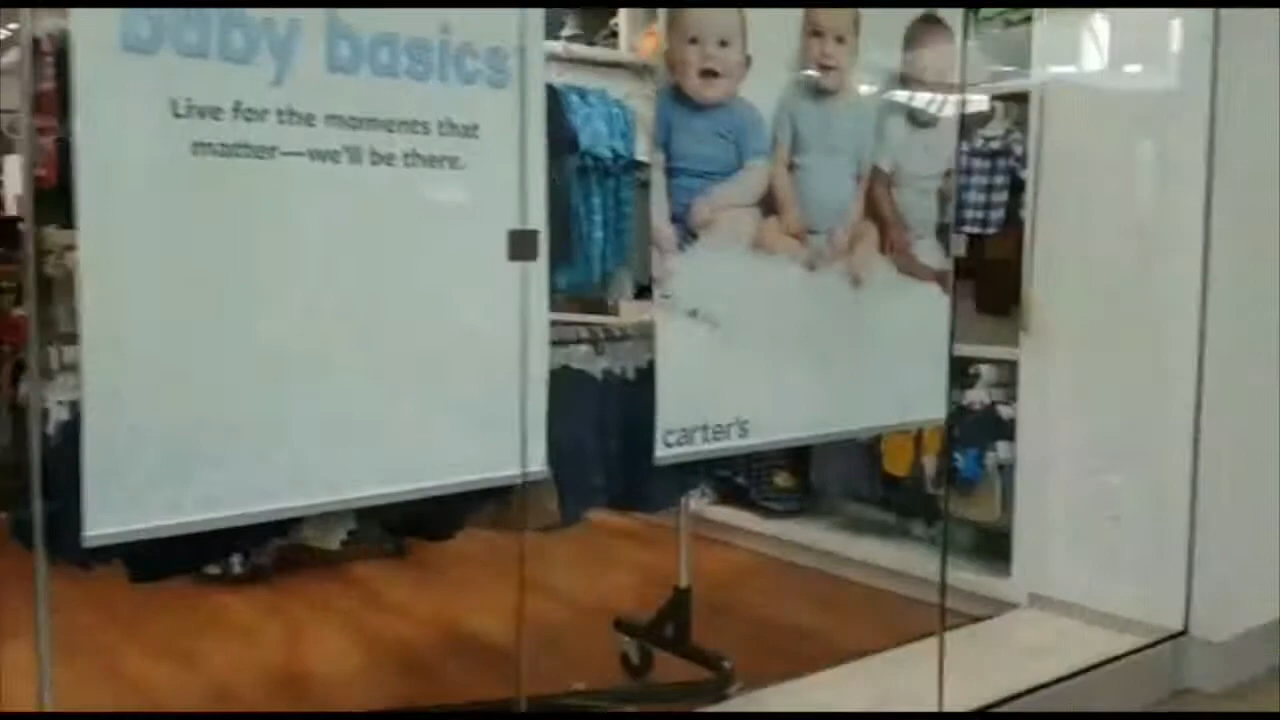 baby basics
Live for the moments that
matter—we'll be there.
carter's